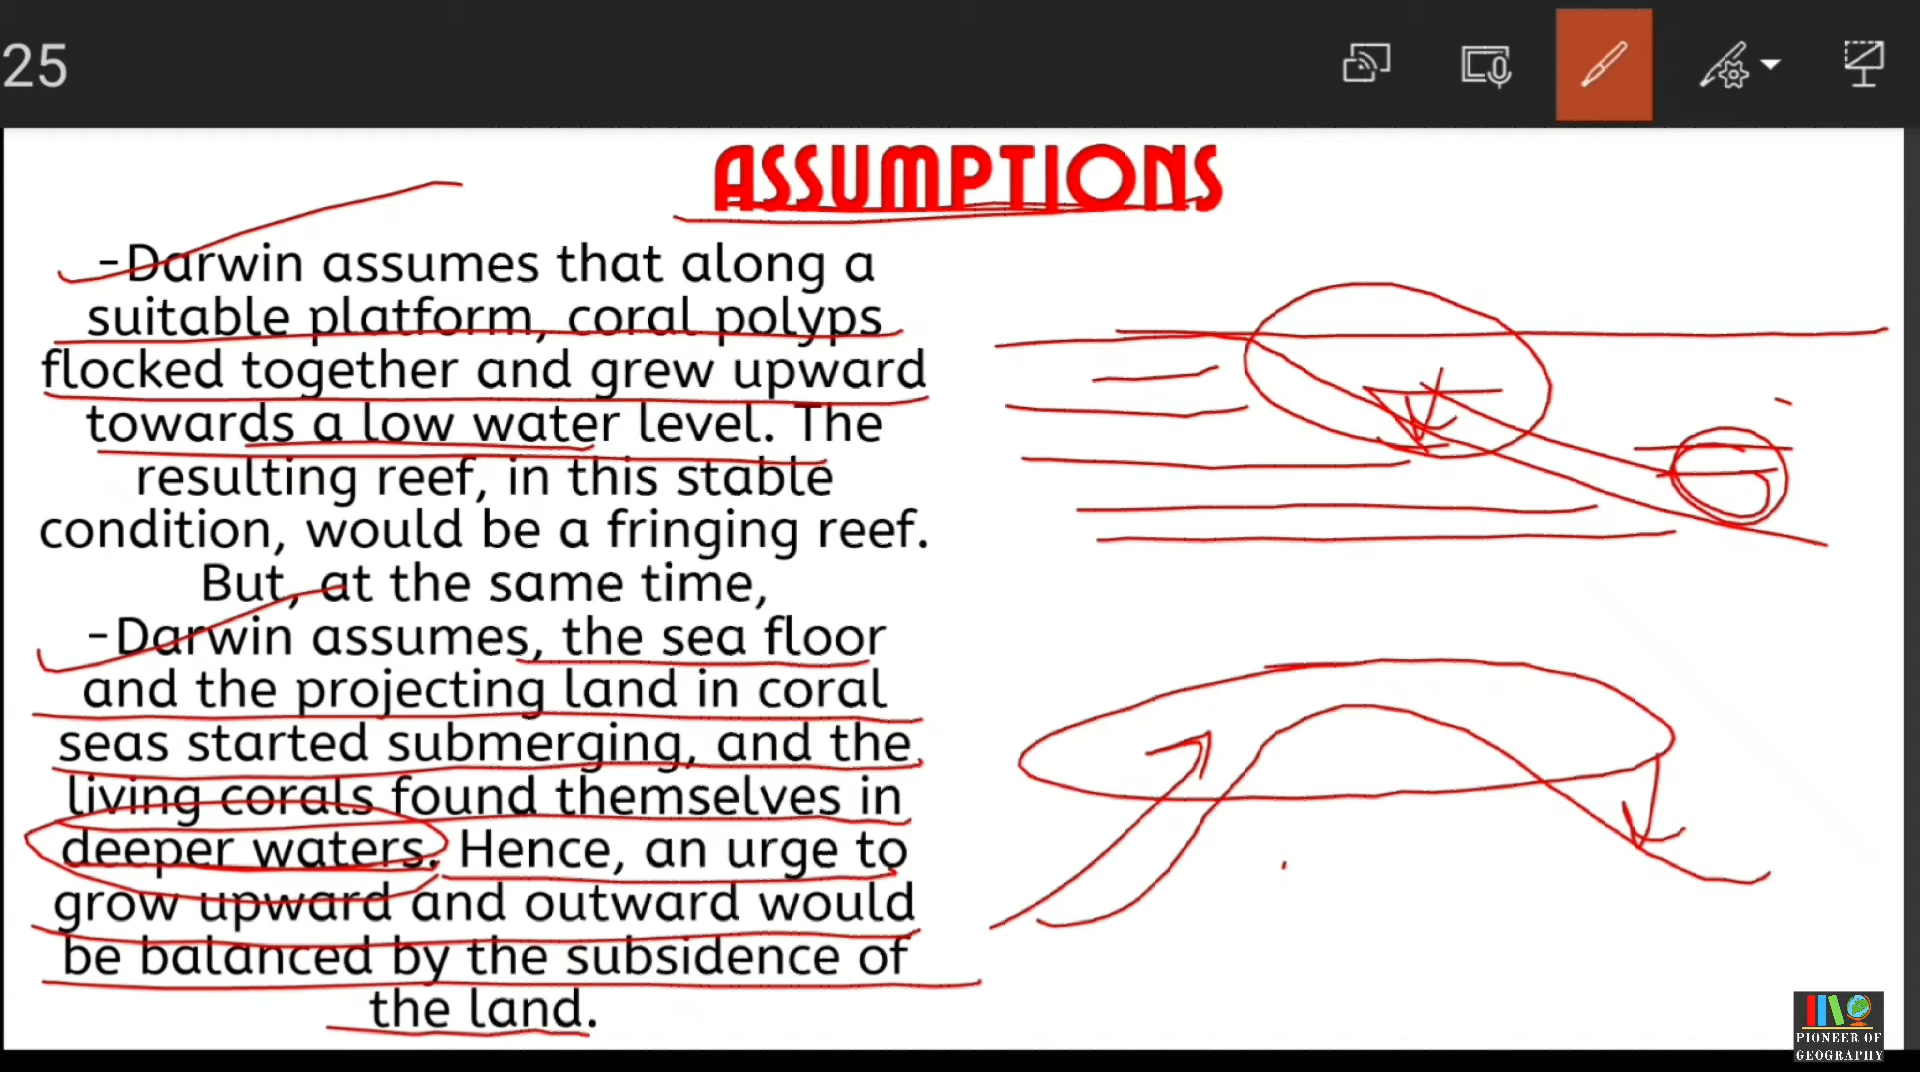 25
ASSUMPTIONS
-Darwin assumes that along a
suitable platform, coral polyps
flocked together and grew upward
towards a low water level. The
resulting reef, in this stable
condition, would be a fringing reef.
But, at the same time,
-Darwin assumes, the sea floor
and the projecting land in coral
seas started submerging, and the
living corals found themselves in
deeper waters. Hence, an urge to
grow upward and outward would
be balanced by the subsidence of
the land.
PIONEER OF
GEOGRAPHY